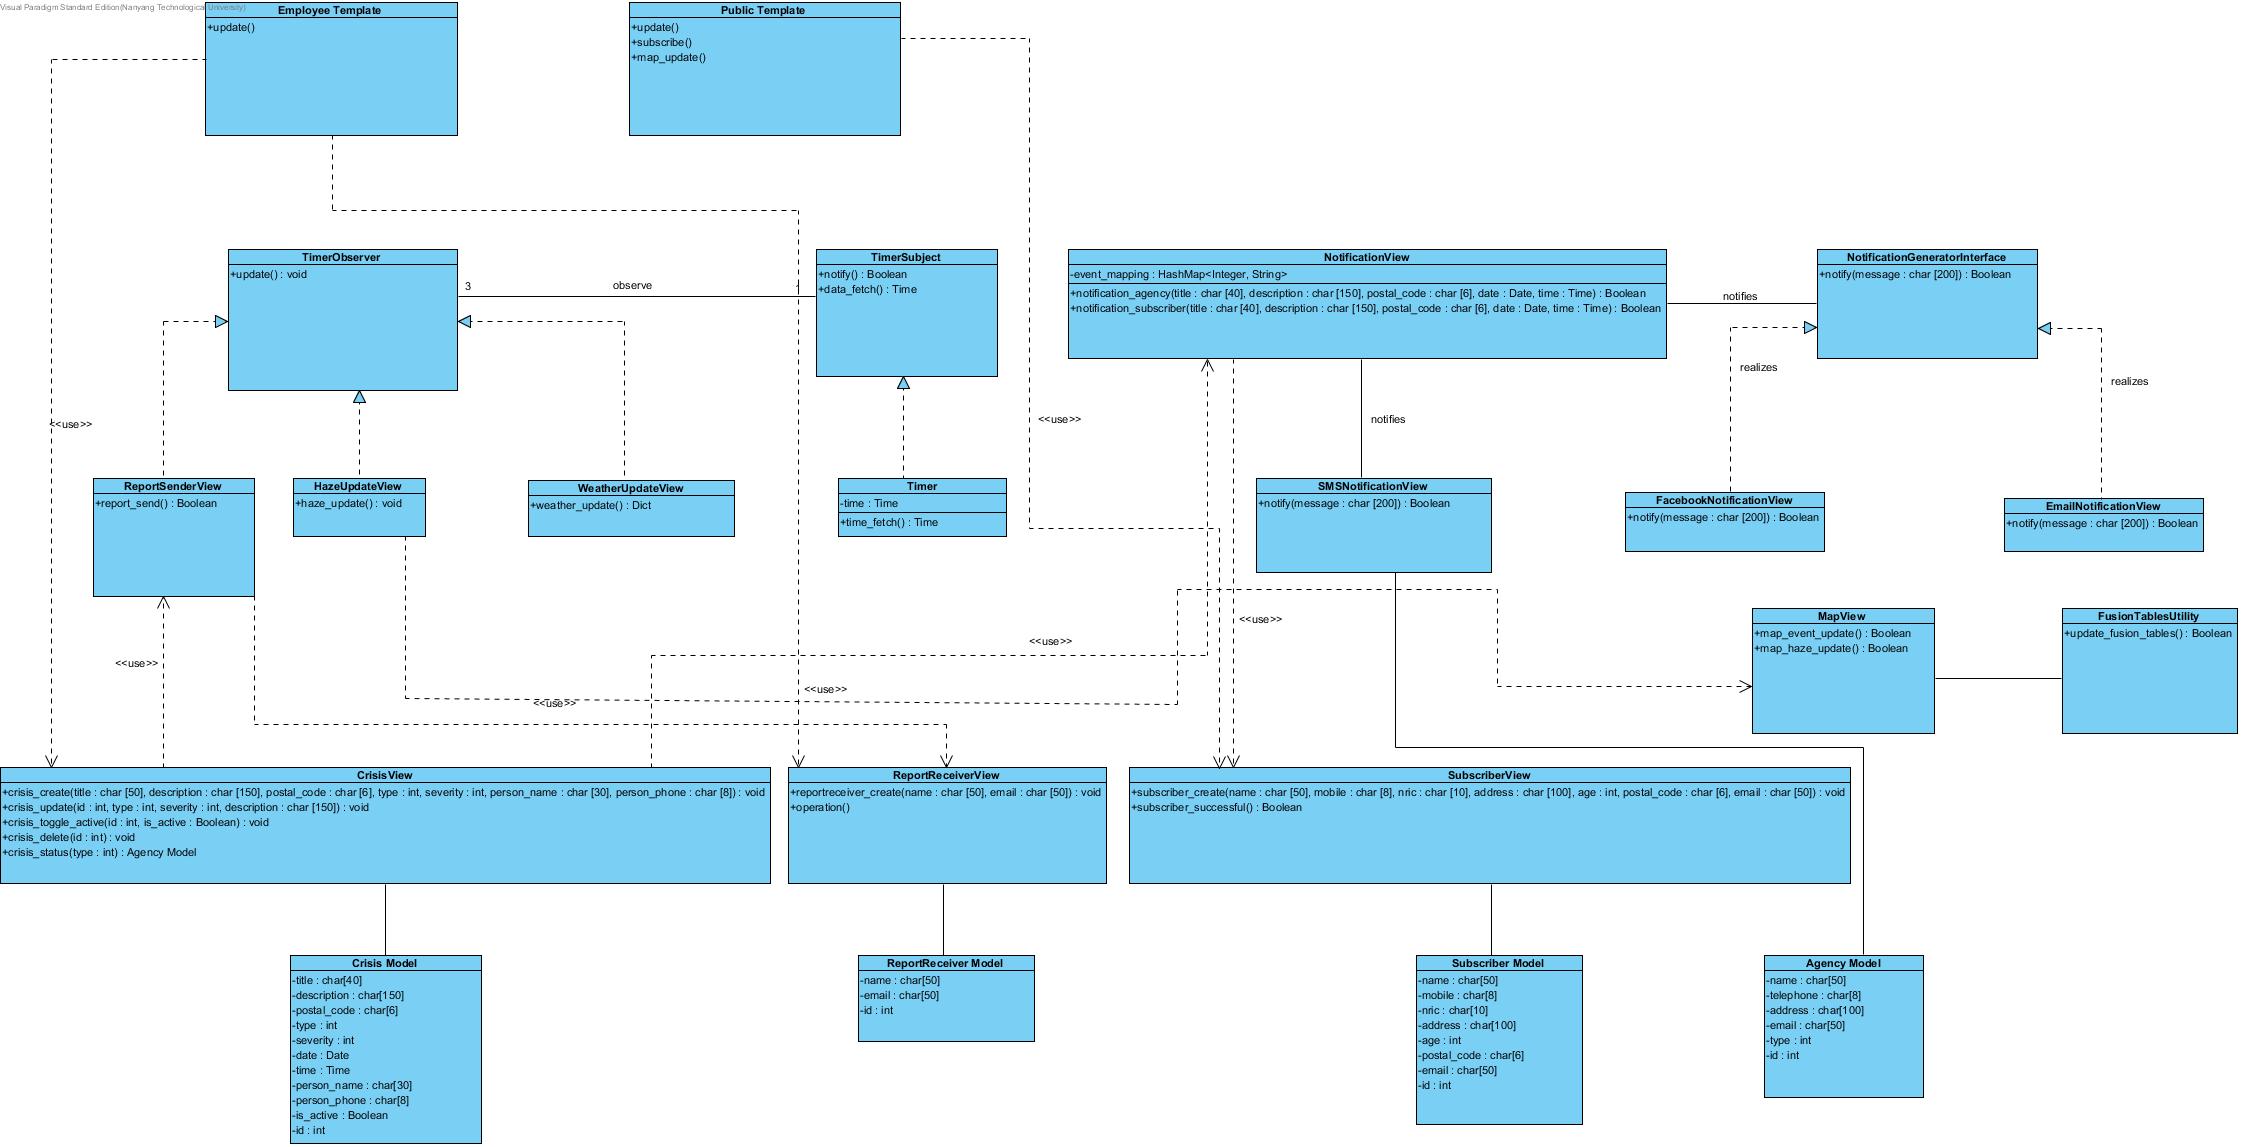 Visual Paradigm Standard Edition(Nanyang Technological University)
Employee Template
+update()
Public Template
+update()
+subscribe()
+map_update()
TimerObserver
+update() : void
3
observe
1
TimerSubject
+notify() : Boolean
+data_fetch() : Time
NotificationView
-event_mapping : HashMap<Integer, String>
+notification_agency(title : char [40], description : char [150], postal_code : char [6], date : Date, time : Time) : Boolean
+notification_subscriber(title : char [40], description : char [150], postal_code : char [6], date : Date, time : Time) : Boolean
notifies
NotificationGeneratorInterface
+notify(message : char [200]) : Boolean
realizes
realizes
<<use>>
<<use>>
notifies
ReportSenderView
+report_send() : Boolean
HazeUpdateView
+haze_update() : void
WeatherUpdateView
+weather_update() : Dict
Timer
-time : Time
+time_fetch() : Time
SMSNotificationView
+notify(message : char [200]) : Boolean
FacebookNotificationView
+notify(message : char [200]) : Boolean
EmailNotificationView
+notify(message : char [200]) : Boolean
<<use>>
<<use>>
<<use>>
<<use>>
<<use>>
MapView
+map_event_update() : Boolean
+map_haze_update() : Boolean
FusionTablesUtility
+update_fusion_tables() : Boolean
CrisisView
+crisis_create(title : char [50], description : char [150], postal_code : char [6], type : int, severity : int, person_name : char [30], person_phone : char [8]) : void
+crisis_update(id : int, type : int, severity : int, description : char [150]) : void
+crisis_toggle_active(id : int, is_active : Boolean) : void
+crisis_delete(id : int) : void
+crisis_status(type : int) : Agency Model
ReportReceiverView
+reportreceiver_create(name : char [50], email : char [50]) : void
+operation()
SubscriberView
+subscriber_create(name : char [50], mobile : char [8], nric : char [10], address : char [100], age : int, postal_code : char [6], email : char [50]) : void
+subscriber_successful() : Boolean
Crisis Model
-title : char[40]
-description : char[150]
-postal_code : char[6]
-type : int
-severity : int
-date : Date
-time : Time
-person_name : char[30]
-person_phone : char[8]
-is_active : Boolean
-id : int
ReportReceiver Model
-name : char[50]
-email : char[50]
-id : int
Subscriber Model
-name : char[50]
-mobile : char[8]
-nric : char[10]
-address : char[100]
-age : int
-postal_code : char[6]
-email : char[50]
-id : int
Agency Model
-name : char[50]
-telephone : char[8]
-address : char[100]
-email : char[50]
-type : int
-id : int